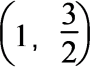 (1, 3/2)